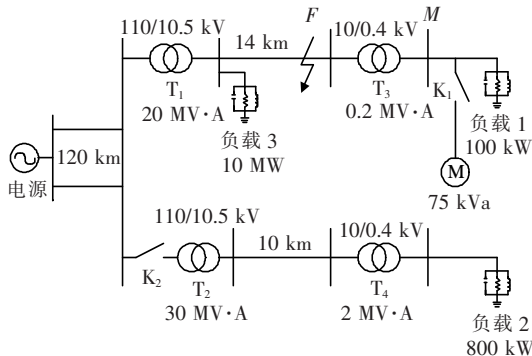 110/10.5 kV
14 km
F
10/0.4 kV
M
T₁
20 MV·A
负载 3
10 MW
T₃
0.2 MV·A
K₁
负载 1
100 kW
M
75 kVa
120 km
电源
110/10.5 kV
10 km
10/0.4 kV
K₂
T₂
30 MV·A
T₄
2 MV·A
负载 2
800 kW